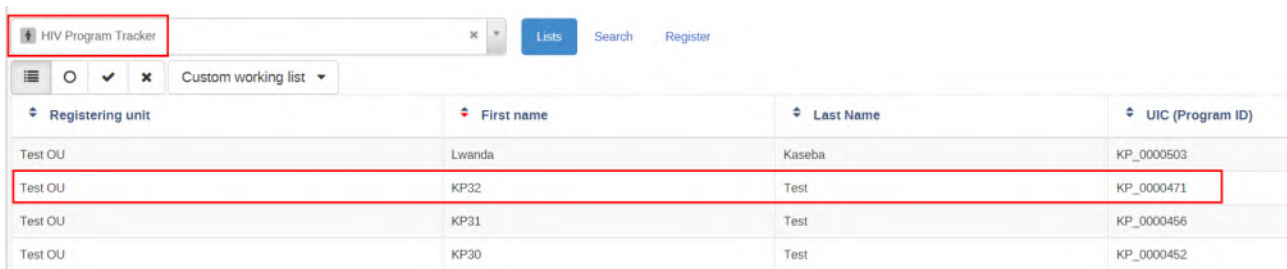 HIV Program Tracker Lists Search Register
Custom working list
Registering unit First name Last Name UIC (Program ID)
Test OU Lwanda Kaseba KP_0000503
Test OU KP32 Test KP_0000471
Test OU KP31 Test KP_0000456
Test OU KP30 Test KP_0000452